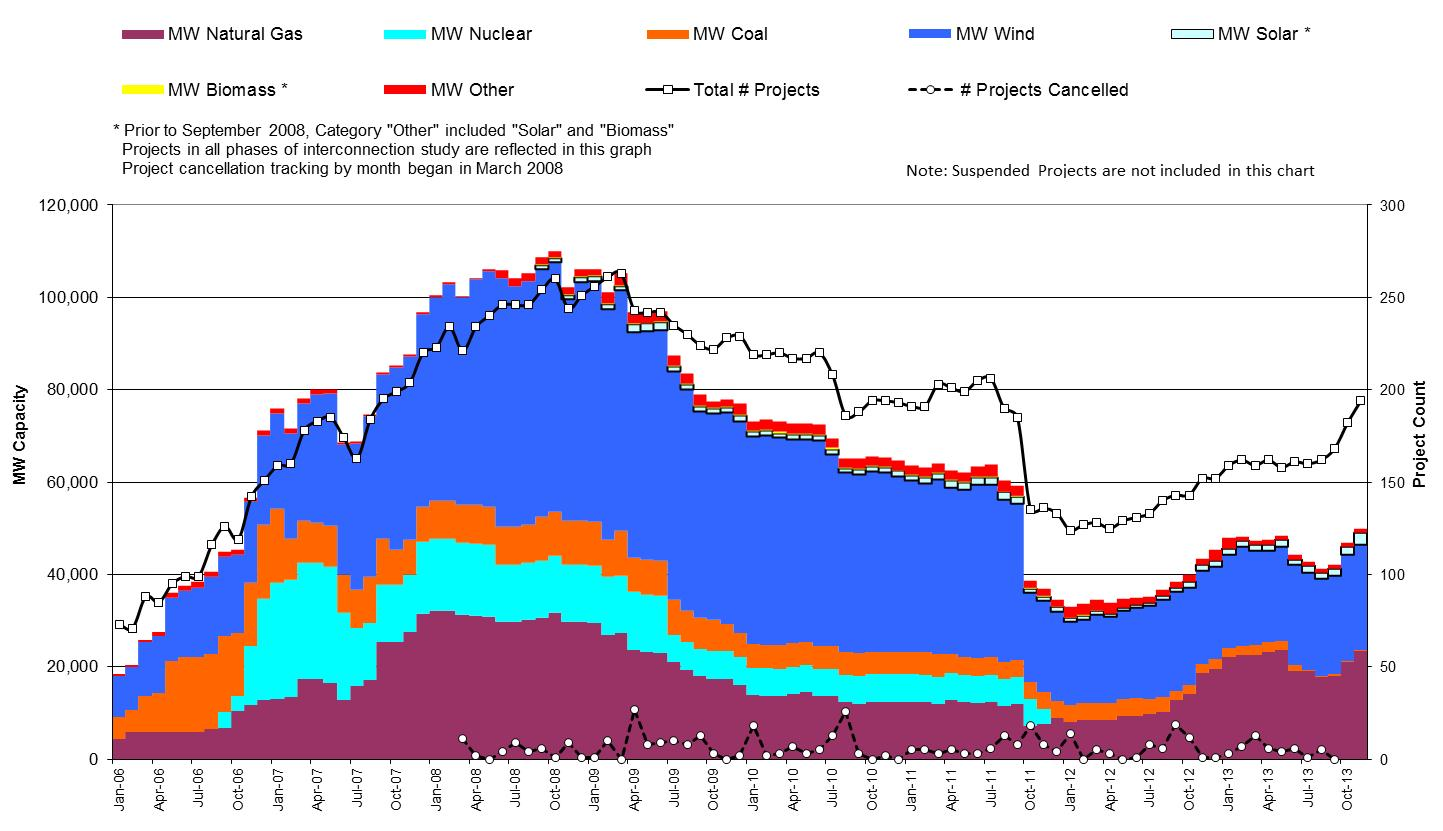 MW Natural Gas MW Nuclear MW Coal MW Wind MW Solar *
MW Biomass * MW Other Total # Projects # Projects Cancelled
* Prior to September 2008, Category "Other" included "Solar" and "Biomass"
Projects in all phases of interconnection study are reflected in this graph
Project cancellation tracking by month began in March 2008
Note: Suspended Projects are not included in this chart
120,000
100,000
80,000
60,000
40,000
20,000
0
MW Capacity
300
250
200
150
100
50
0
Project Count
Jan-06 Apr-06 Jul-06 Oct-06 Jan-07 Apr-07 Jul-07 Oct-07 Jan-08 Apr-08 Jul-08 Oct-08 Jan-09 Apr-09 Jul-09 Oct-09 Jan-10 Apr-10 Jul-10 Oct-10 Jan-11 Apr-11 Jul-11 Oct-11 Jan-12 Apr-12 Jul-12 Oct-12 Jan-13 Apr-13 Jul-13 Oct-13